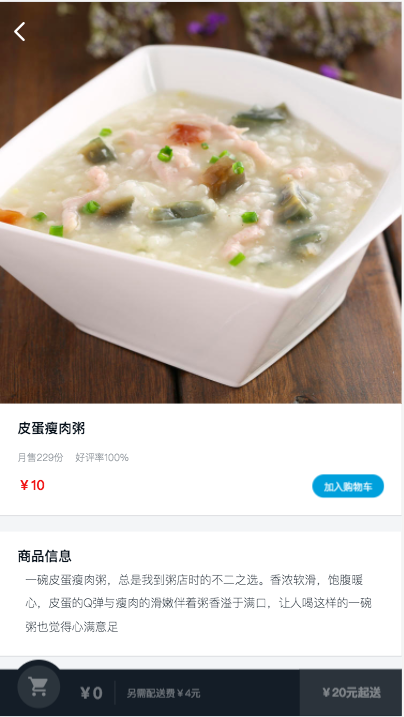 皮蛋瘦肉粥
月售229份 好评率100%
￥10 加入购物车
商品信息
一碗皮蛋瘦肉粥，总是我到粥店时的不二之选。香浓软滑，饱腹暖
心，皮蛋的Q弹与瘦肉的滑嫩伴着粥香溢于满口，让人喝这样的一碗
粥也觉得心满意足
￥0 另需配送费￥4元 ￥20元起送